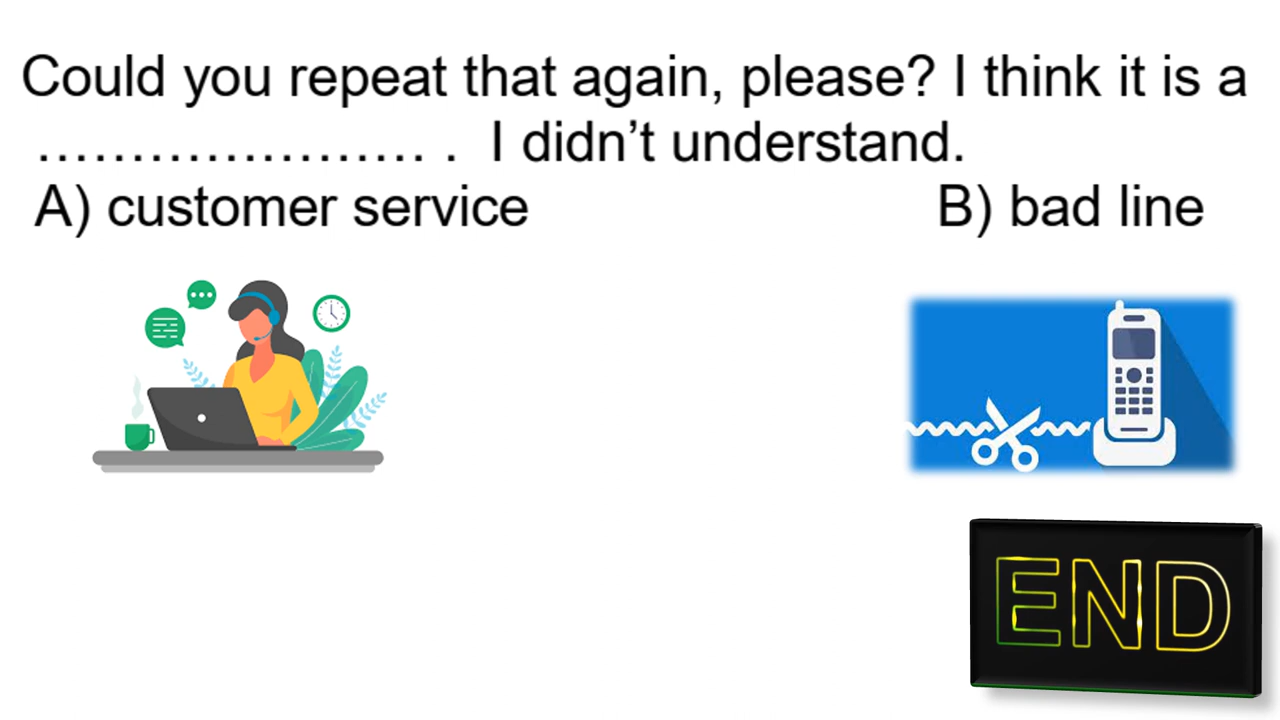 Could you repeat that again, please? I think it is a
..................... . I didn’t understand.
A) customer service B) bad line
END